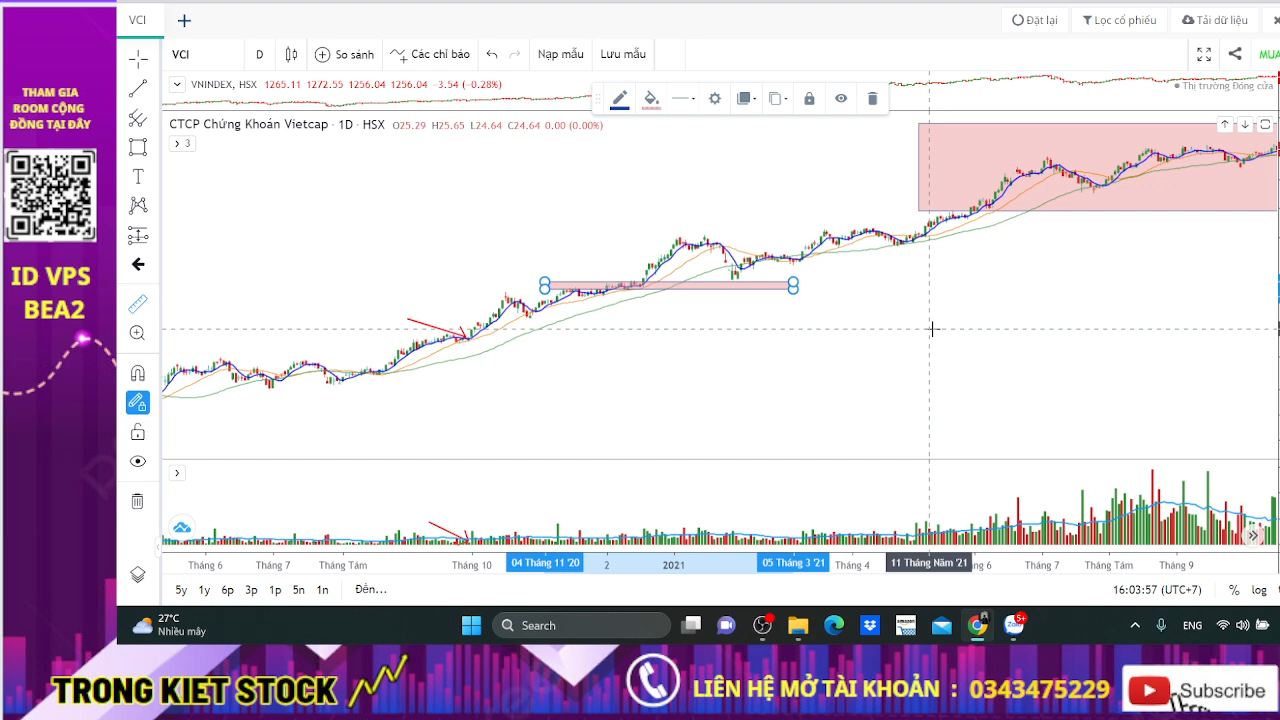 VCI
Đặt lại
Lọc cổ phiếu
Tải dữ liệu
VCI
D
So sánh
Các chỉ báo
Nạp mẫu
Lưu mẫu
MUA
VNINDEX, HSX 1265.11 1272.55 1256.04 1256.04 -3.54 (-0.28%)
Thị trường Đóng cửa
CTCP Chứng Khoán Vietcap · 1D · HSX O25.29 H25.65 L24.64 C24.64 0.00 (0.00%)
3
THAM GIA
ROOM CỘNG
ĐỒNG TẠI ĐÂY
ID VPS
BEA2
Tháng 6
Tháng 7
Tháng Tám
Tháng 10
04 Tháng 11 '20
2
2021
05 Tháng 3 '21
Tháng 4
11 Tháng Năm '21
6
Tháng 7
Tháng Tám
Tháng 9
5y 1y 6p 3p 1p 5n 1n Đến...
16:03:57 (UTC+7)
%
log
27°C
Nhiều mây
Search
amazon
5+
ENG
TRONG KIET STOCK
LIÊN HỆ MỞ TÀI KHOẢN : 0343475229
Subscribe